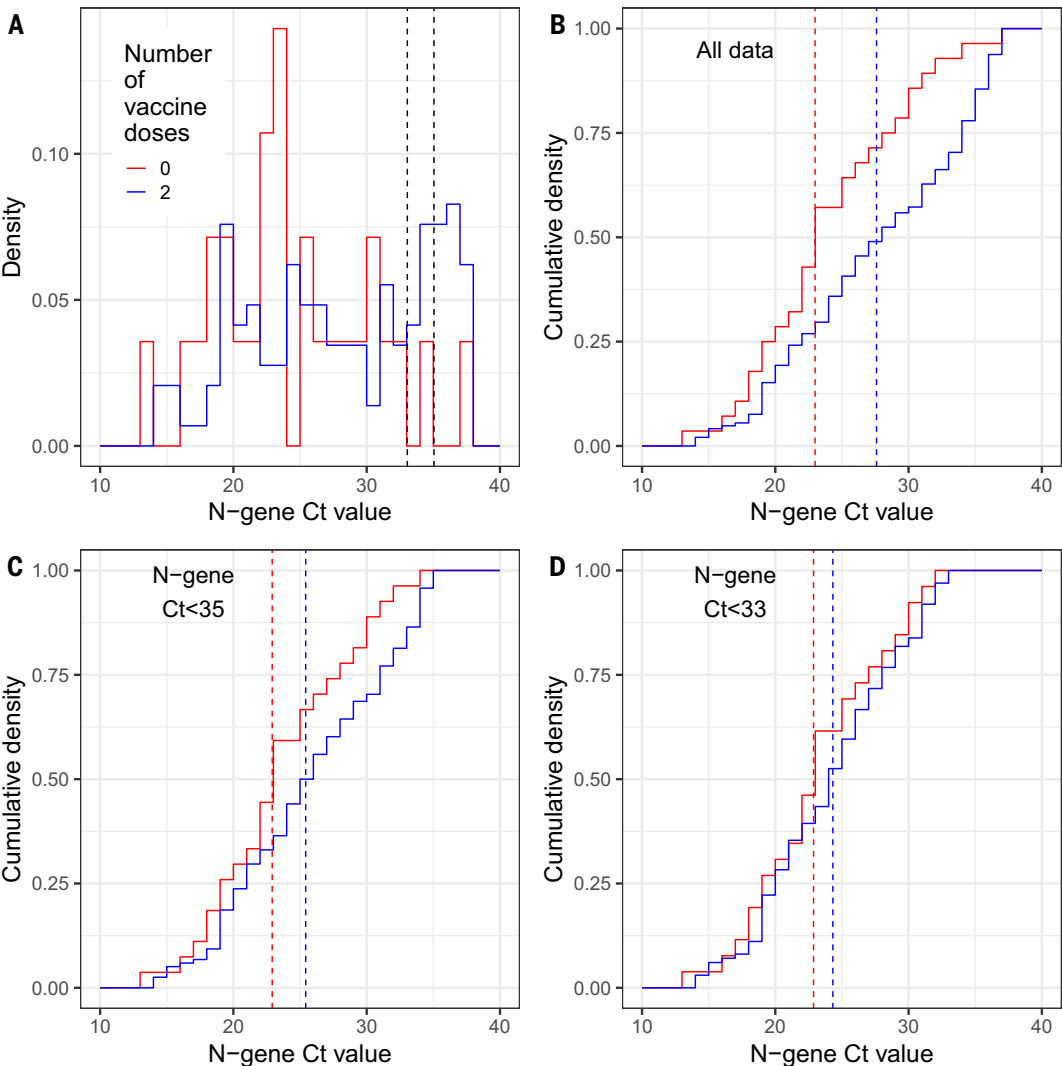 A
Number
of
vaccine
doses
0
2
0.10
0.05
0.00
Density
10
20
30
40
N−gene Ct value
B
All data
1.00
0.75
0.50
0.25
0.00
Cumulative density
10
20
30
40
N−gene Ct value
C
N−gene
Ct<35
1.00
0.75
0.50
0.25
0.00
Cumulative density
10
20
30
40
N−gene Ct value
D
N−gene
Ct<33
1.00
0.75
0.50
0.25
0.00
Cumulative density
10
20
30
40
N−gene Ct value